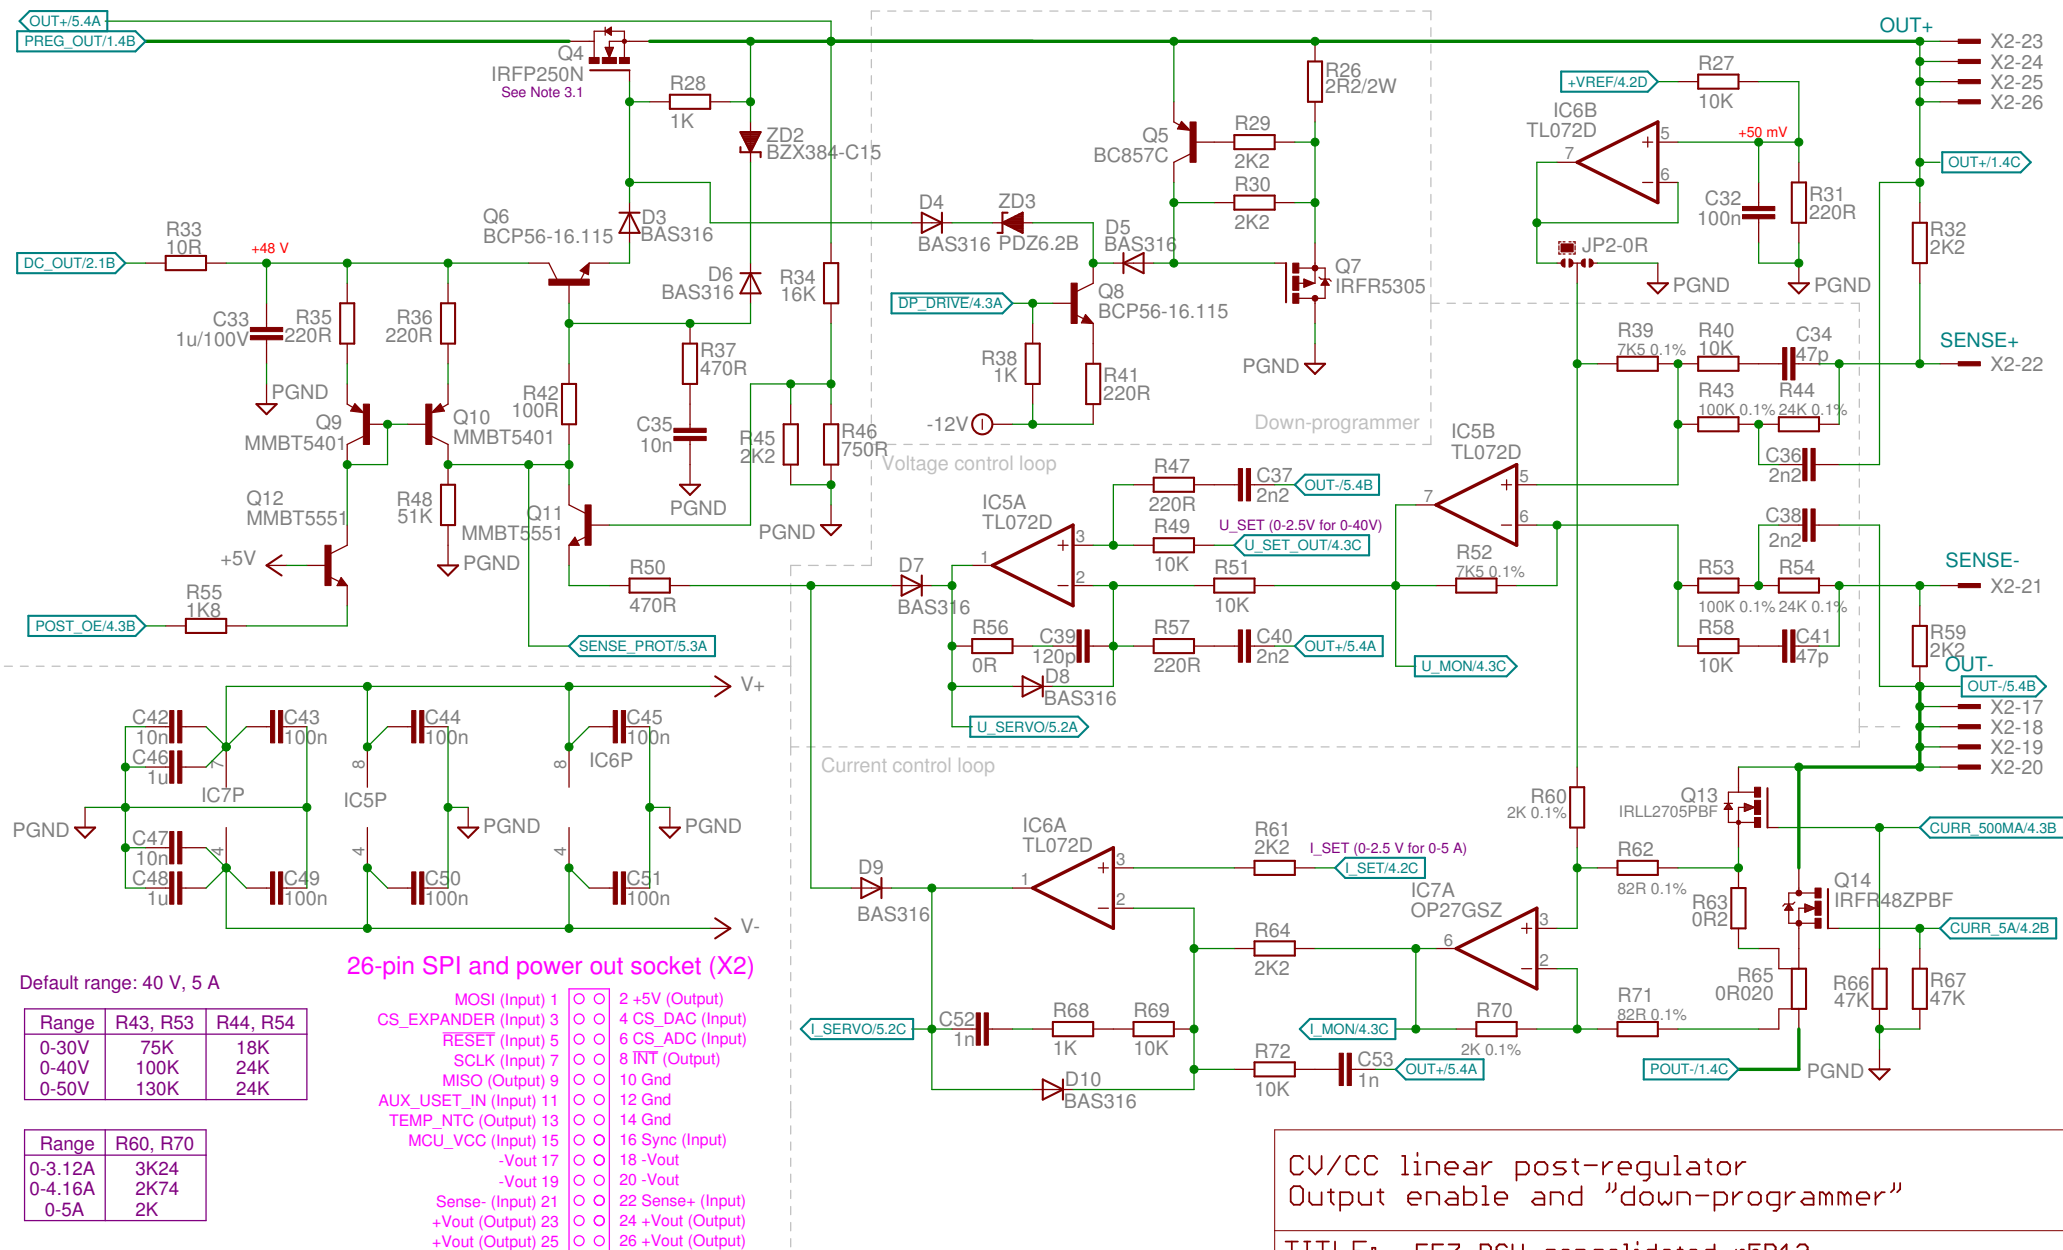 OUT+/5.4A
PREG_OUT/1.4B
Q4
IRFP250N
See Note 3.1
R28
1K
ZD2
BZX384-C15
Q5
BC857C
R29
2K2
R30
2K2
R26
2R2/2W
+VREF/4.2D
R27
10K
OUT+
X2-23
X2-24
X2-25
X2-26
IC6B
TL072D
5
6
7
+50 mV
C32
100n
R31
220R
OUT+/1.4C
R32
2K2
JP2-0R
PGND
PGND
DC_OUT/2.1B
R33
10R
+48 V
Q6
BCP56-16.115
D3
BAS316
D6
BAS316
R34
16K
D4
BAS316
ZD3
PDZ6.2B
D5
BAS316
Q7
IRFR5305
PGND
DP_DRIVE/4.3A
Q8
BCP56-16.115
R38
1K
R41
220R
-12V
Down-programmer
C33
1u/100V
PGND
R35
220R
R36
220R
Q9
MMBT5401
Q10
MMBT5401
R42
100R
R37
470R
C35
10n
PGND
R45
2K2
R46
750R
PGND
Q12
MMBT5551
+5V
R48
51K
PGND
Q11
MMBT5551
R55
1K8
POST_OE/4.3B
R50
470R
SENSE_PROT/5.3A
Voltage control loop
IC5A
TL072D
1
3
2
D7
BAS316
R47
220R
C37
2n2
OUT-/5.4B
U_SET (0-2.5V for 0-40V)
R49
10K
U_SET_OUT/4.3C
R51
10K
R56
0R
C39
120p
R57
220R
C40
2n2
OUT+/5.4A
D8
BAS316
U_SERVO/5.2A
U_MON/4.3C
IC5B
TL072D
7
5
6
R52
7K5 0.1%
R39
7K5 0.1%
R40
10K
C34
47p
R43
100K 0.1%
R44
24K 0.1%
C36
2n2
C38
2n2
R53
100K 0.1%
R54
24K 0.1%
R58
10K
C41
47p
SENSE+
X2-22
SENSE-
X2-21
R59
2K2
OUT-
OUT-/5.4B
X2-17
X2-18
X2-19
X2-20
V+
C42
10n
C46
1u
C43
100n
7
IC7P
C44
100n
8
IC5P
C45
100n
8
IC6P
PGND
PGND
PGND
C47
10n
C48
1u
4
C49
100n
4
C50
100n
4
C51
100n
V-
Current control loop
D9
BAS316
IC6A
TL072D
1
3
2
R61
2K2
I_SET (0-2.5 V for 0-5 A)
I_SET/4.2C
R64
2K2
IC7A
OP27GSZ
6
3
2
R60
2K 0.1%
R62
82R 0.1%
Q13
IRLL2705PBF
CURR_500MA/4.3B
R63
0R2
Q14
IRFR48ZPBF
CURR_5A/4.2B
R65
0R020
R66
47K
R67
47K
I_SERVO/5.2C
C52
1n
R68
1K
R69
10K
I_MON/4.3C
R70
2K 0.1%
R71
82R 0.1%
R72
10K
C53
1n
OUT+/5.4A
D10
BAS316
POUT-/1.4C
PGND
Default range: 40 V, 5 A
Range R43, R53 R44, R54
0-30V 75K 18K
0-40V 100K 24K
0-50V 130K 24K
Range R60, R70
0-3.12A 3K24
0-4.16A 2K74
0-5A 2K
26-pin SPI and power out socket (X2)
MOSI (Input) 1 2 +5V (Output)
CS_EXPANDER (Input) 3 4 CS_DAC (Input)
RESET (Input) 5 6 CS_ADC (Input)
SCLK (Input) 7 8 INT (Output)
MISO (Output) 9 10 Gnd
AUX_USET_IN (Input) 11 12 Gnd
TEMP_NTC (Output) 13 14 Gnd
MCU_VCC (Input) 15 16 Sync (Input)
-Vout 17 18 -Vout
-Vout 19 20 -Vout
Sense- (Input) 21 22 Sense+ (Input)
+Vout (Output) 23 24 +Vout (Output)
+Vout (Output) 25 26 +Vout (Output)
CV/CC linear post-regulator
Output enable and "down-programmer"